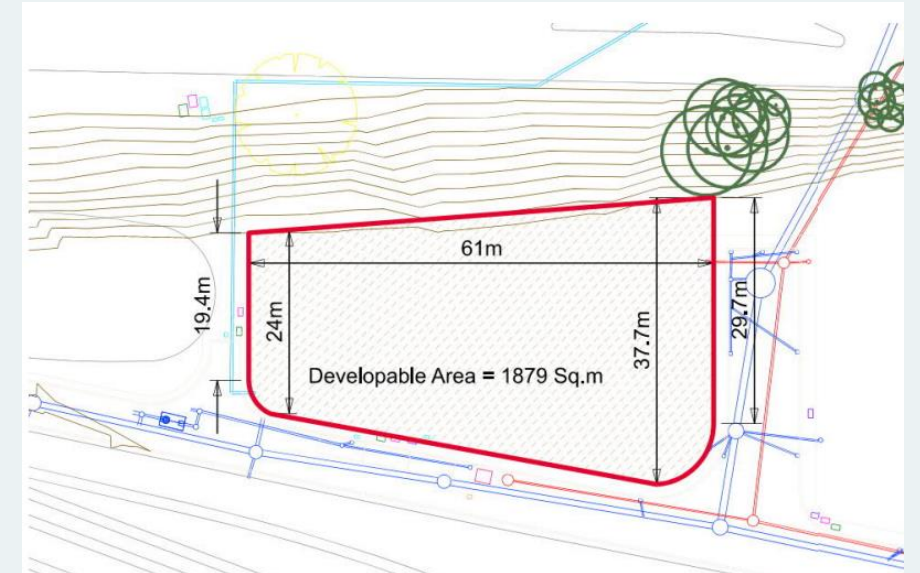 61m
19.4m
24m
37.7m
29.7m
Developable Area = 1879 Sq.m